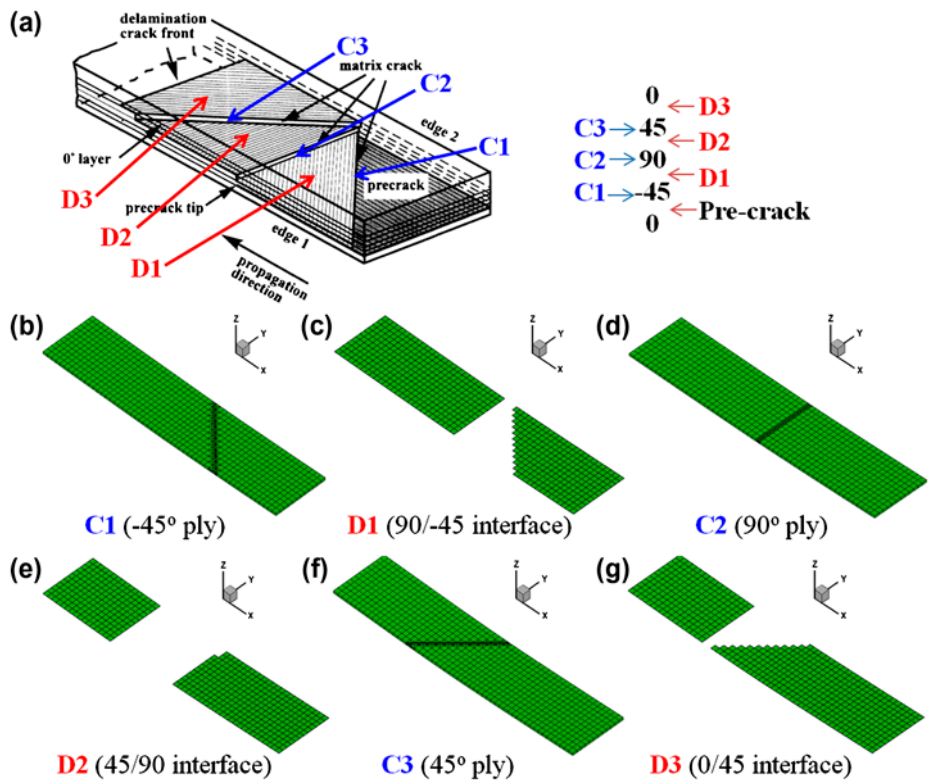 (a)
delamination
crack front
C3
matrix crack
C2
edge 2
C1
0° layer
precrack
D3
precrack tip
D2
edge 1
D1
propagation
direction
0
D3
C3
45
D2
C2
90
D1
C1
-45
Pre-crack
0
(b)
Z
Y
X
C1 (-45° ply)
(c)
Z
Y
X
D1 (90/-45 interface)
(d)
Z
Y
X
C2 (90° ply)
(e)
Z
Y
X
D2 (45/90 interface)
(f)
Z
Y
X
C3 (45° ply)
(g)
Z
Y
X
D3 (0/45 interface)